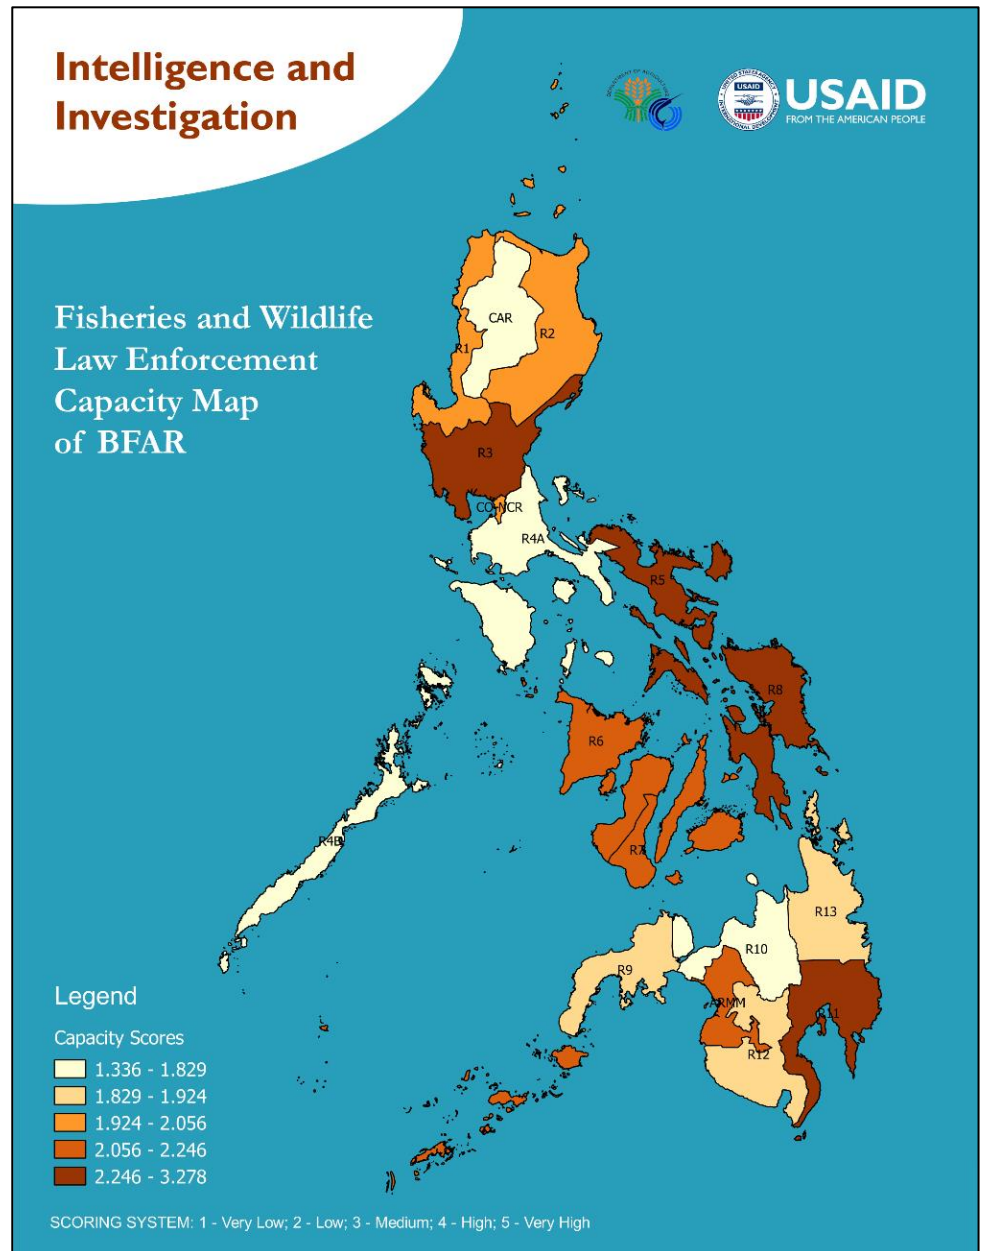 Intelligence and
Investigation
USAID
USAID
FROM THE AMERICAN PEOPLE
Fisheries and Wildlife
Law Enforcement
Capacity Map
of BFAR
CAR
R1
R2
R3
CO-NCR
R4A
R5
R8
R6
R4B
R7
R13
R10
R9
ARMM
R11
R12
Legend
Capacity Scores
1.336 - 1.829
1.829 - 1.924
1.924 - 2.056
2.056 - 2.246
2.246 - 3.278
SCORING SYSTEM: 1 - Very Low; 2 - Low; 3 - Medium; 4 - High; 5 - Very High